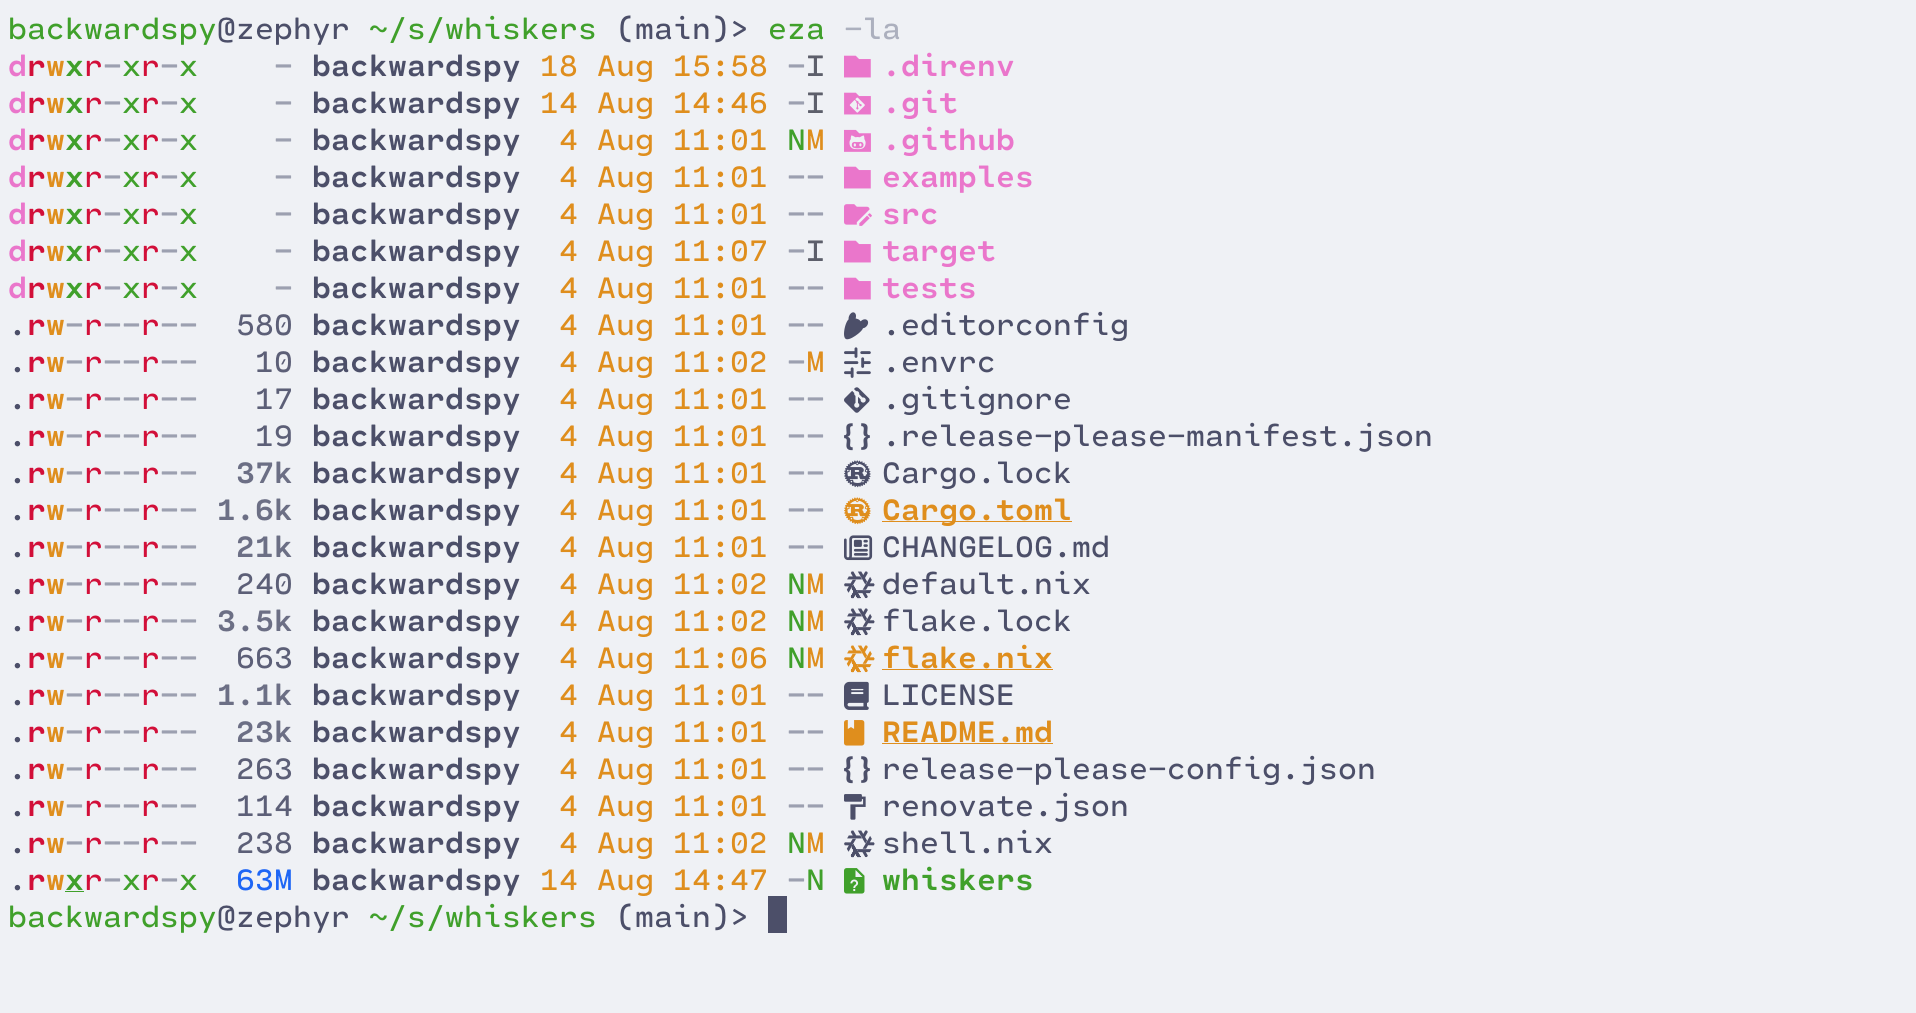 backwardspy@zephyr ~/s/whiskers (main)> eza -la
drwxr-xr-x    - backwardspy 18 Aug 15:58 -I .direnv
drwxr-xr-x    - backwardspy 14 Aug 14:46 -I .git
drwxr-xr-x    - backwardspy  4 Aug 11:01 NM .github
drwxr-xr-x    - backwardspy  4 Aug 11:01 -- examples
drwxr-xr-x    - backwardspy  4 Aug 11:01 -- src
drwxr-xr-x    - backwardspy  4 Aug 11:07 -I target
drwxr-xr-x    - backwardspy  4 Aug 11:01 -- tests
.rw-r--r--  580 backwardspy  4 Aug 11:01 -- .editorconfig
.rw-r--r--   10 backwardspy  4 Aug 11:02 -M .envrc
.rw-r--r--   17 backwardspy  4 Aug 11:01 -- .gitignore
.rw-r--r--   19 backwardspy  4 Aug 11:01 -- .release-please-manifest.json
.rw-r--r--  37k backwardspy  4 Aug 11:01 -- Cargo.lock
.rw-r--r-- 1.6k backwardspy  4 Aug 11:01 -- Cargo.toml
.rw-r--r--  21k backwardspy  4 Aug 11:01 -- CHANGELOG.md
.rw-r--r--  240 backwardspy  4 Aug 11:02 NM default.nix
.rw-r--r-- 3.5k backwardspy  4 Aug 11:02 NM flake.lock
.rw-r--r--  663 backwardspy  4 Aug 11:06 NM flake.nix
.rw-r--r-- 1.1k backwardspy  4 Aug 11:01 -- LICENSE
.rw-r--r--  23k backwardspy  4 Aug 11:01 -- README.md
.rw-r--r--  263 backwardspy  4 Aug 11:01 -- release-please-config.json
.rw-r--r--  114 backwardspy  4 Aug 11:01 -- renovate.json
.rw-r--r--  238 backwardspy  4 Aug 11:02 NM shell.nix
.rwxr-xr-x  63M backwardspy 14 Aug 14:47 -N whiskers
backwardspy@zephyr ~/s/whiskers (main)>